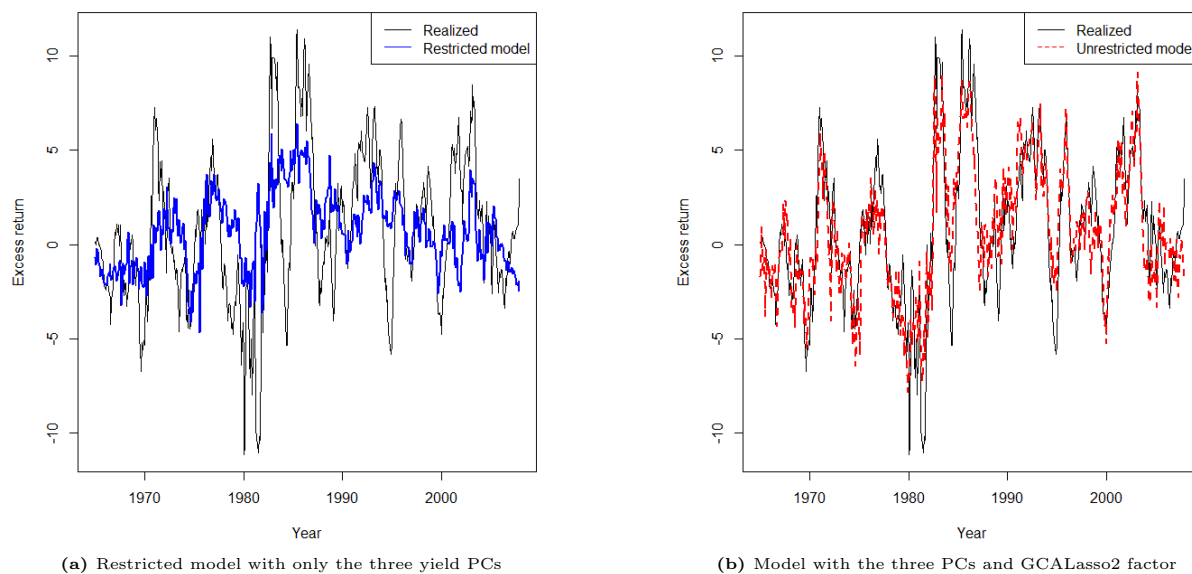 Realized
Restricted model
10
5
0
-5
-10
Excess return
1970
1980
1990
2000
Year
(a) Restricted model with only the three yield PCs
Realized
Unrestricted model
10
5
0
-5
-10
Excess return
1970
1980
1990
2000
Year
(b) Model with the three PCs and GCALasso2 factor